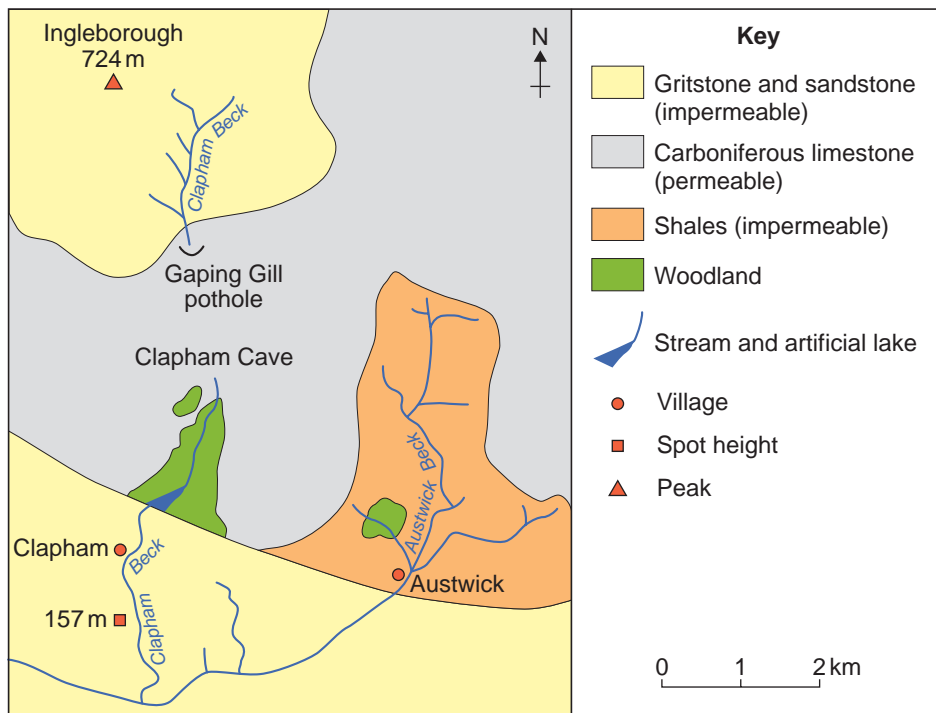 Ingleborough
724 m
N
Clapham Beck
Gaping Gill
pothole
Clapham Cave
Austwick Beck
Clapham
Beck
Austwick
157 m
Clapham
Key
Gritstone and sandstone
(impermeable)
Carboniferous limestone
(permeable)
Shales (impermeable)
Woodland
Stream and artificial lake
Village
Spot height
Peak
0 1 2 km